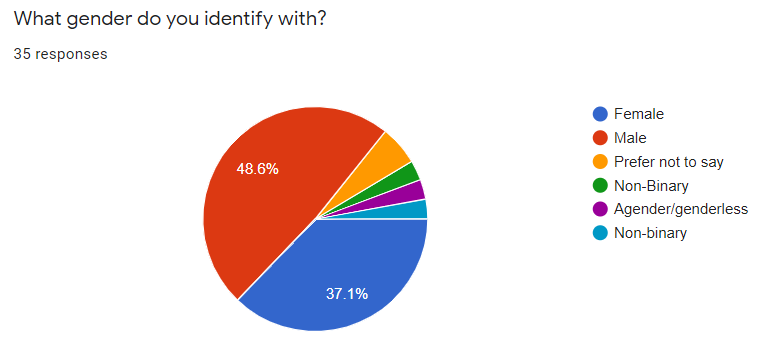 What gender do you identify with?
35 responses
48.6%
37.1%
Female
Male
Prefer not to say
Non-Binary
Agender/genderless
Non-binary